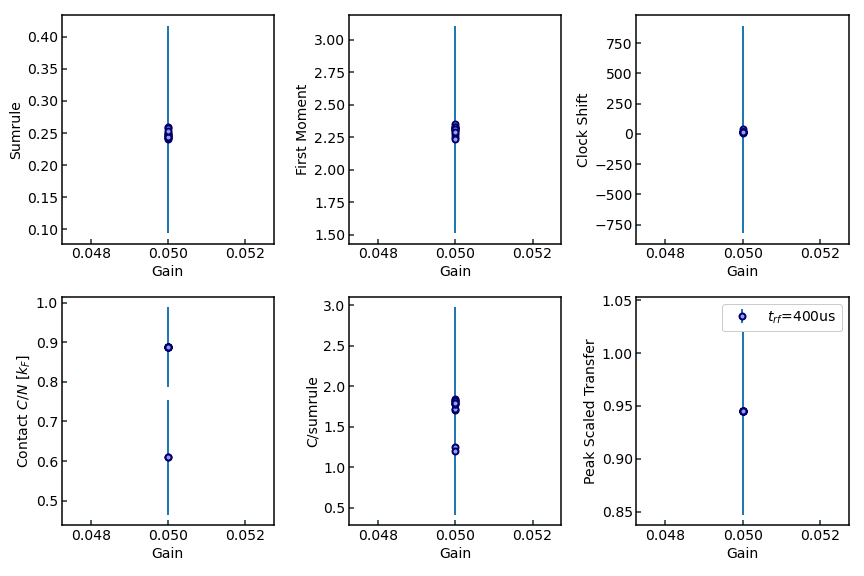 0.40
0.35
0.30
0.25
0.20
0.15
0.10
Sumrule
0.048 0.050 0.052
Gain
3.00
2.75
2.50
2.25
2.00
1.75
1.50
First Moment
0.048 0.050 0.052
Gain
750
500
250
0
−250
−500
−750
Clock Shift
0.048 0.050 0.052
Gain
1.0
0.9
0.8
0.7
0.6
0.5
Contact C/N [k_F]
0.048 0.050 0.052
Gain
3.0
2.5
2.0
1.5
1.0
0.5
C/sumrule
0.048 0.050 0.052
Gain
1.05
1.00
0.95
0.90
0.85
Peak Scaled Transfer
t_rf=400us
0.048 0.050 0.052
Gain